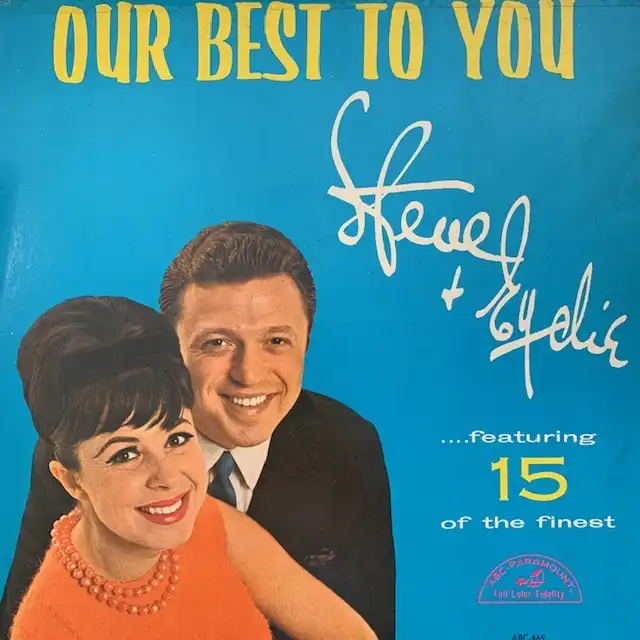 OUR BEST TO YOU
Steve
+ Eydie
....featuring
15
of the finest
ABC-PARAMOUNT
Full Color Fidelity